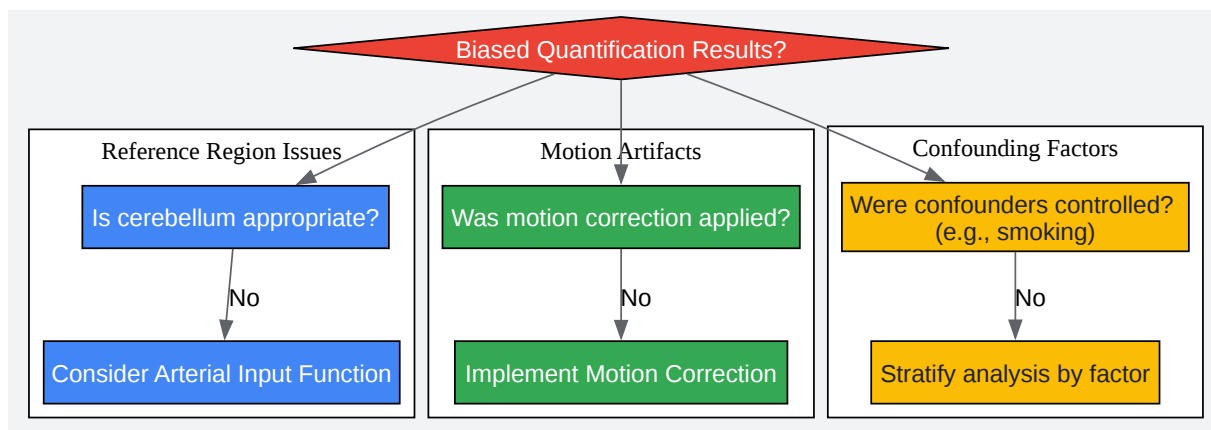 Biased Quantification Results?
Reference Region Issues
Is cerebellum appropriate?
No
Consider Arterial Input Function
Motion Artifacts
Was motion correction applied?
No
Implement Motion Correction
Confounding Factors
Were confounders controlled?
(e.g., smoking)
No
Stratify analysis by factor